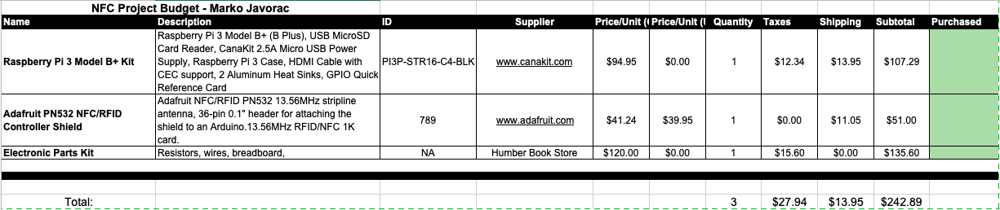 NFC Project Budget - Marko Javorac
Name Description ID Supplier Price/Unit ( Price/Unit ( Quantity Taxes Shipping Subtotal Purchased
Raspberry Pi 3 Model B+ (B Plus), USB MicroSD
Card Reader, CanaKit 2.5A Micro USB Power
Raspberry Pi 3 Model B+ Kit Supply, Raspberry Pi 3 Case, HDMI Cable with PI3P-STR16-C4-BLK www.canakit.com $94.95 $0.00 1 $12.34 $13.95 $107.29
CEC support, 2 Aluminum Heat Sinks, GPIO Quick
Reference Card
Adafruit NFC/RFID PN532 13.56MHz stripline
Adafruit PN532 NFC/RFID antenna, 36-pin 0.1" header for attaching the
Controller Shield shield to an Arduino.13.56MHz RFID/NFC 1K 789 www.adafruit.com $41.24 $39.95 1 $0.00 $11.05 $51.00
card.
Electronic Parts Kit Resistors, wires, breadboard, NA Humber Book Store $120.00 $0.00 1 $15.60 $0.00 $135.60
Total: 3 $27.94 $13.95 $242.89